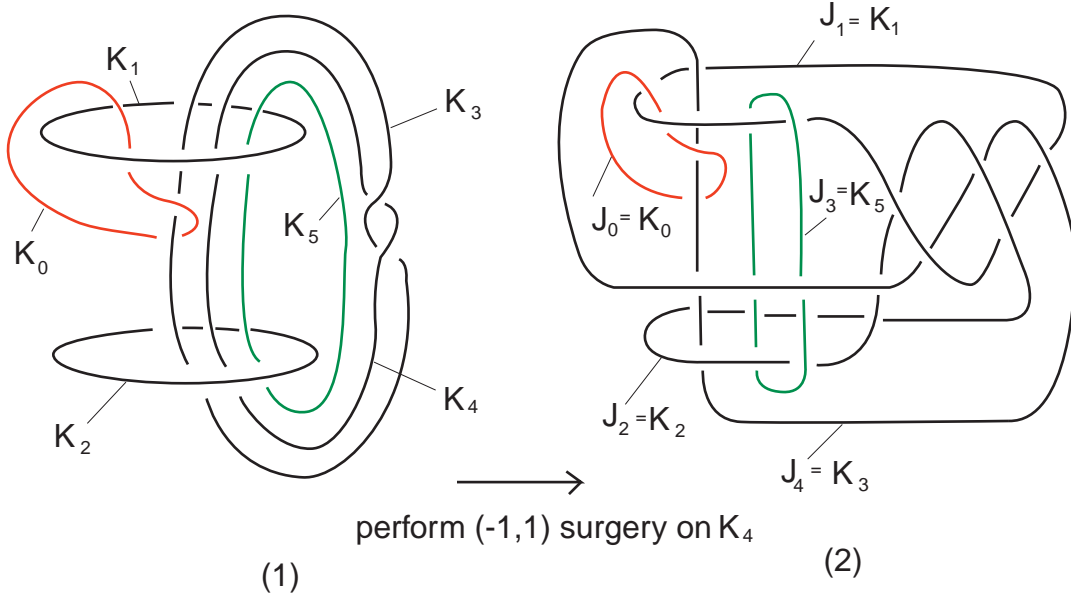 K₁
K₃
K₅
K₀
K₄
K₂
J₁ = K₁
J₀ = K₀
J₃ = K₅
J₂ = K₂
J₄ = K₃
perform (-1,1) surgery on K₄
(1)
(2)